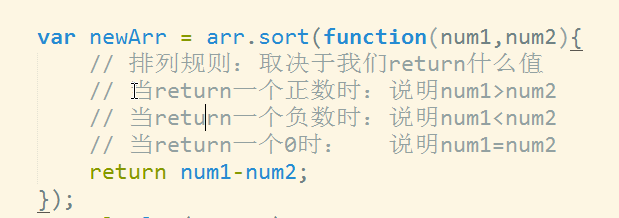 var newArr = arr.sort(function(num1,num2){
// 排列规则：取决于我们return什么值
// 当return一个正数时：说明num1>num2
// 当return一个负数时：说明num1<num2
// 当return一个0时： 说明num1=num2
return num1-num2;
});